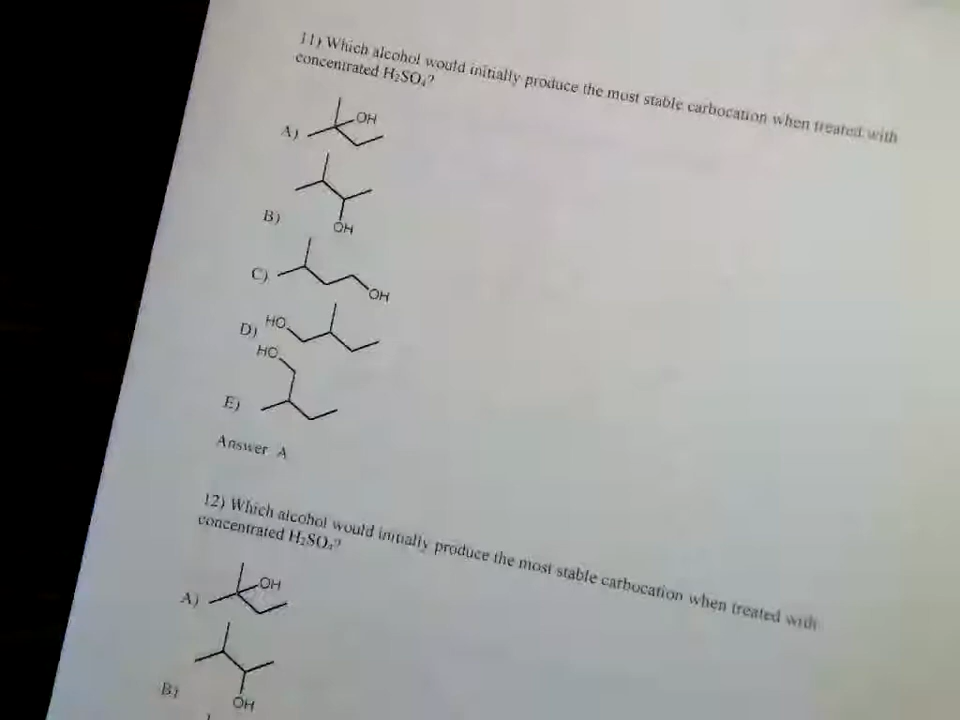 11) Which alcohol would initially produce the most stable carbocation when treated with
concentrated H₂SO₄?
A)
OH
B)
OH
C)
OH
D)
HO
HO
E)
Answer A
12) Which alcohol would initially produce the most stable carbocation when treated with
concentrated H₂SO₄?
A)
OH
B)
OH